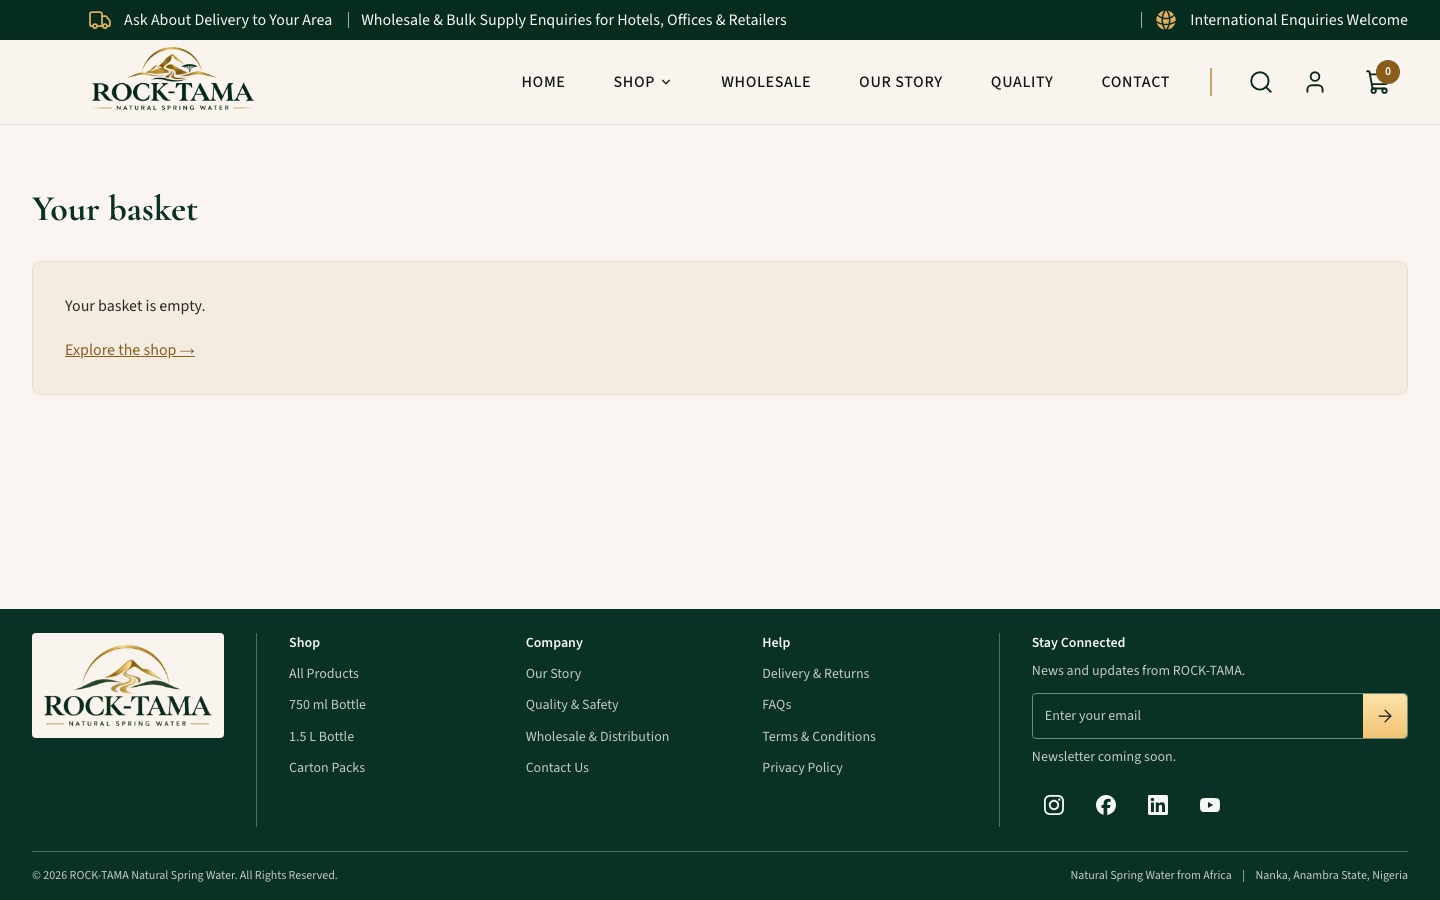 Ask About Delivery to Your Area
Wholesale & Bulk Supply Enquiries for Hotels, Offices & Retailers
International Enquiries Welcome
ROCK-TAMA
NATURAL SPRING WATER
HOME
SHOP
WHOLESALE
OUR STORY
QUALITY
CONTACT
0
Your basket
Your basket is empty.
Explore the shop →
ROCK-TAMA
NATURAL SPRING WATER
Shop
All Products
750 ml Bottle
1.5 L Bottle
Carton Packs
Company
Our Story
Quality & Safety
Wholesale & Distribution
Contact Us
Help
Delivery & Returns
FAQs
Terms & Conditions
Privacy Policy
Stay Connected
News and updates from ROCK-TAMA.
Enter your email
Newsletter coming soon.
© 2026 ROCK-TAMA Natural Spring Water. All Rights Reserved.
Natural Spring Water from Africa | Nanka, Anambra State, Nigeria